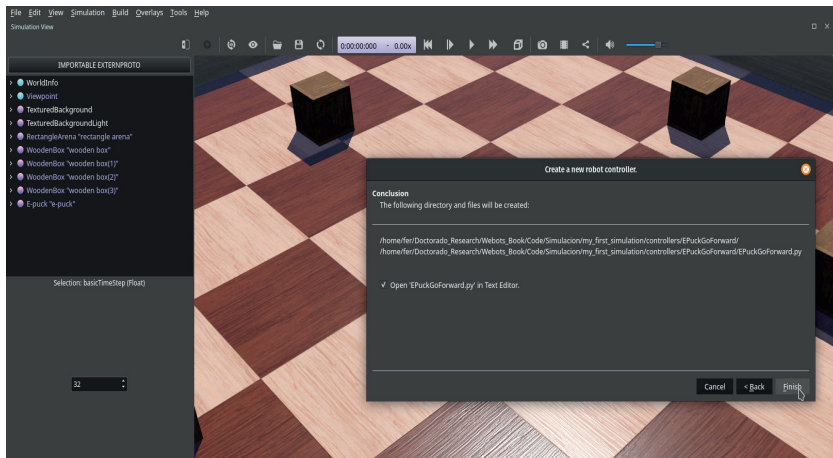 File Edit View Simulation Build Overlays Tools Help
Simulation View
0:00:00:000 - 0.00x
IMPORTABLE EXTERNPROTO
WorldInfo
Viewpoint
TexturedBackground
TexturedBackgroundLight
RectangleArena "rectangle arena"
WoodenBox "wooden box"
WoodenBox "wooden box(1)"
WoodenBox "wooden box(2)"
WoodenBox "wooden box(3)"
E-puck "e-puck"
Selection: basicTimeStep (Float)
32
Create a new robot controller.
Conclusion
The following directory and files will be created:
/home/fer/Doctorado_Research/Webots_Book/Code/Simulacion/my_first_simulation/controllers/EPuckGoForward/
/home/fer/Doctorado_Research/Webots_Book/Code/Simulacion/my_first_simulation/controllers/EPuckGoForward/EPuckGoForward.py
Open 'EPuckGoForward.py' in Text Editor.
Cancel < Back Finish